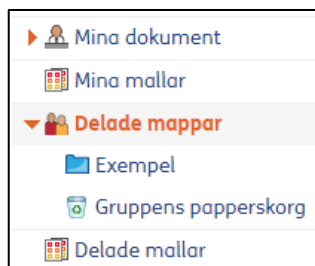 Mina dokument
Mina mallar
Delade mappar
Exempel
Gruppens papperskorg
Delade mallar